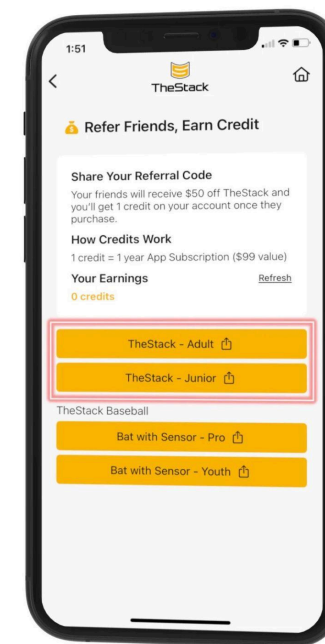 1:51
TheStack
Refer Friends, Earn Credit
Share Your Referral Code
Your friends will receive $50 off TheStack and
you'll get 1 credit on your account once they
purchase.
How Credits Work
1 credit = 1 year App Subscription ($99 value)
Your Earnings
Refresh
0 credits
TheStack - Adult
TheStack - Junior
TheStack Baseball
Bat with Sensor - Pro
Bat with Sensor - Youth